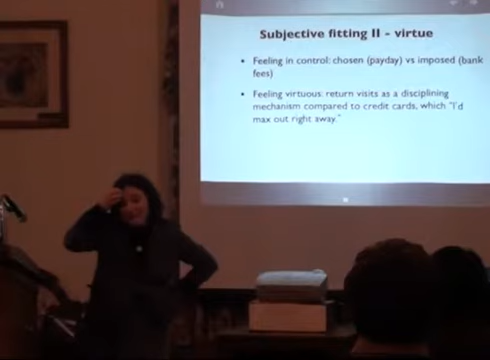 Subjective fitting II - virtue
• Feeling in control: chosen (payday) vs imposed (bank
fees)
• Feeling virtuous: return visits as a disciplining
mechanism compared to credit cards, which "I'd
max out right away."